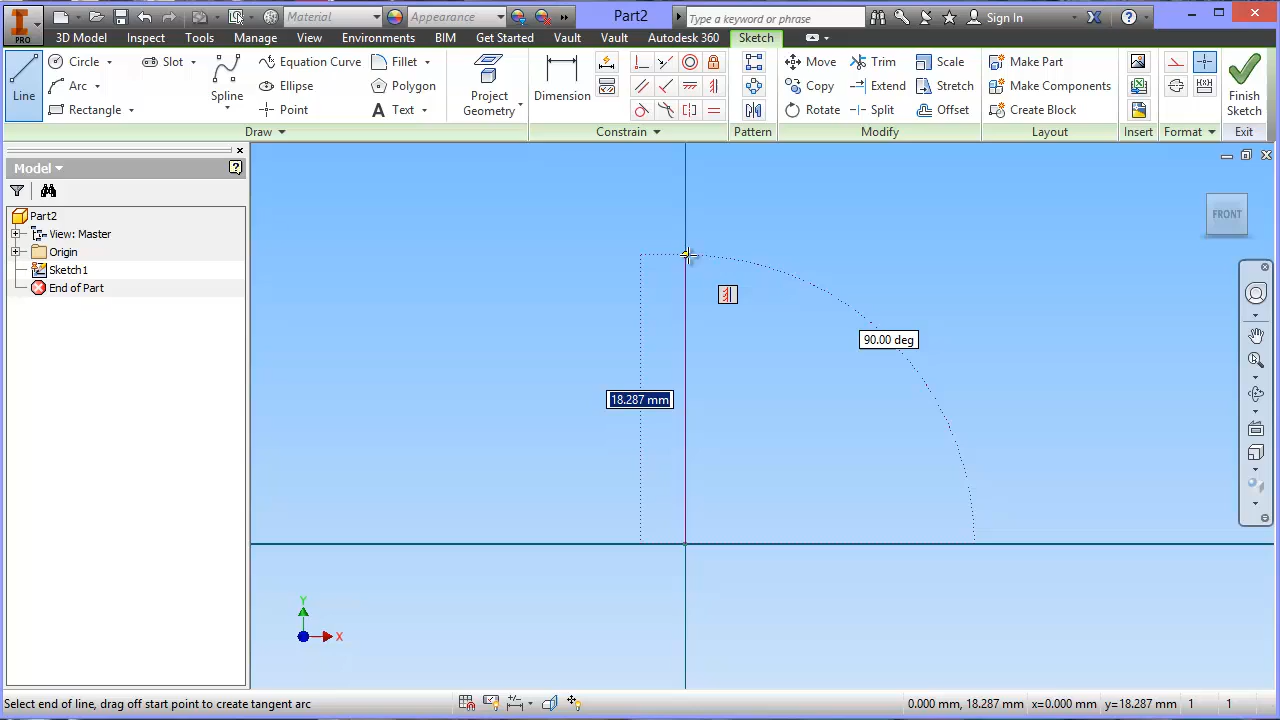 PRO
Material
Appearance
Part2
Type a keyword or phrase
Sign In
3D Model
Inspect
Tools
Manage
View
Environments
BIM
Get Started
Vault
Vault
Autodesk 360
Sketch
Line
Circle
Arc
Rectangle
Slot
Spline
Equation Curve
Ellipse
Point
Fillet
Polygon
Text
Project
Geometry
Dimension
Move
Copy
Rotate
Trim
Extend
Split
Scale
Stretch
Offset
Make Part
Make Components
Create Block
Finish
Sketch
Draw
Constrain
Pattern
Modify
Layout
Insert
Format
Exit
Model
Part2
View: Master
Origin
Sketch1
End of Part
FRONT
90.00 deg
18.287 mm
Y
X
Select end of line, drag off start point to create tangent arc
0.000 mm, 18.287 mm x=0.000 mm y=18.287 mm 1 1